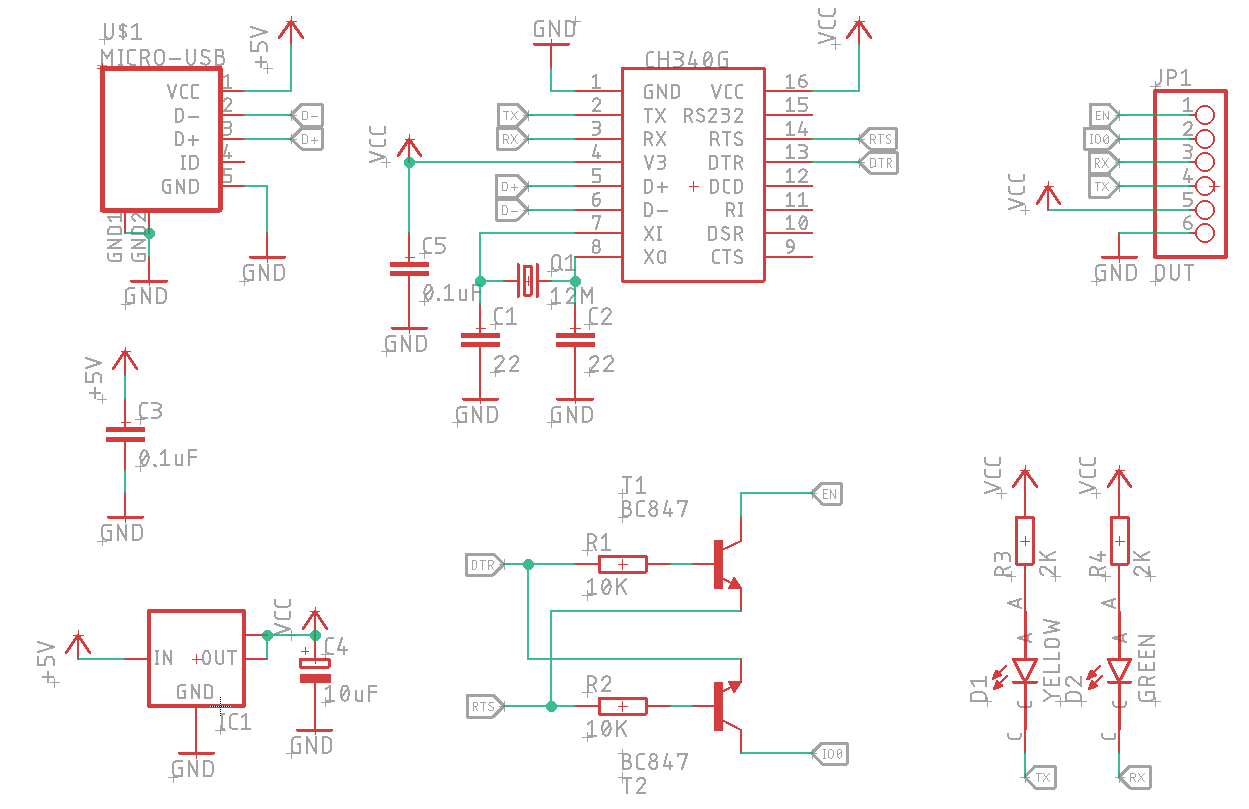 U$1
MICRO-USB
VCC 1
D- 2
D+ 3
ID 4
GND 5
GND1
GND2
GND
GND
+5V
D-
D+
GND
VCC
CH340G
1 GND VCC 16
2 TX RS232 15
3 RX RTS 14
4 V3 DTR 13
5 D+ DCD 12
6 D- RI 11
7 XI DSR 10
8 XO CTS 9
TX
RX
D+
D-
RTS
DTR
VCC
C5
0.1uF
GND
Q1
12M
C1
22
GND
C2
22
GND
JP1
EN 1
IO0 2
RX 3
TX 4
VCC 5
6
GND
OUT
+5V
C3
0.1uF
GND
+5V
IN OUT
GND
IC1
GND
VCC
C4
+
10uF
GND
T1
BC847
EN
DTR
R1
10K
RTS
R2
10K
BC847
T2
IO0
VCC
R3
2K
A
A
D1
YELLOW
C
C
TX
VCC
R4
2K
A
A
D2
GREEN
C
C
RX